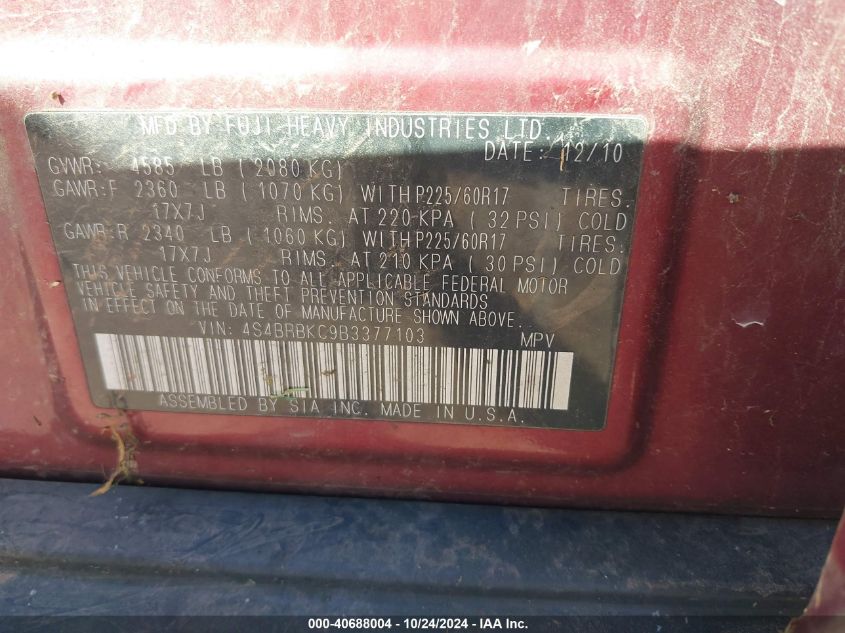 MFD BY FUJI HEAVY INDUSTRIES LTD.
DATE: 12/10
GVWR: 4585 LB ( 2080 KG)
GAWR:F 2360 LB ( 1070 KG) WITH P225/60R17 TIRES.
17X7J RIMS. AT 220 KPA ( 32 PSI) COLD
GAWR:R 2340 LB ( 1060 KG) WITH P225/60R17 TIRES.
17X7J RIMS. AT 210 KPA ( 30 PSI) COLD
THIS VEHICLE CONFORMS TO ALL APPLICABLE FEDERAL MOTOR
VEHICLE SAFETY AND THEFT PREVENTION STANDARDS
IN EFFECT ON THE DATE OF MANUFACTURE SHOWN ABOVE.
VIN: 4S4BRBKC9B3377103 MPV
ASSEMBLED BY SIA INC. MADE IN U.S.A.
000-40688004 - 10/24/2024 - IAA Inc.